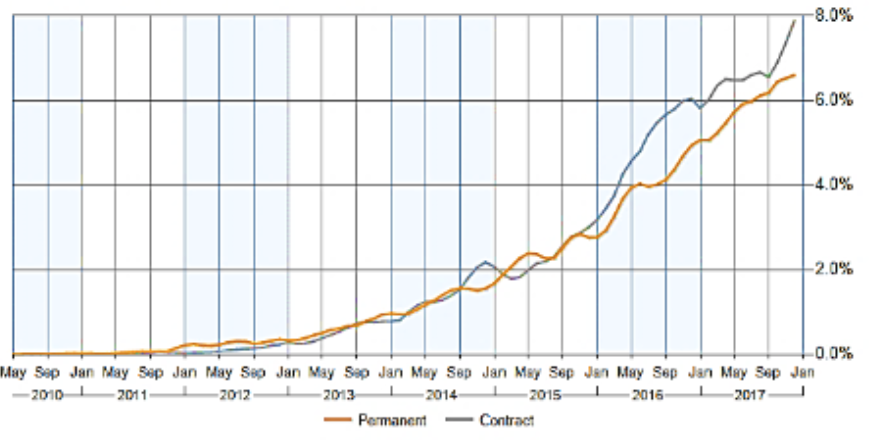 8.0%
6.0%
4.0%
2.0%
0.0%
May Sep Jan May Sep Jan May Sep Jan May Sep Jan May Sep Jan May Sep Jan May Sep Jan May Sep Jan
2010 2011 2012 2013 2014 2015 2016 2017
Permanent Contract